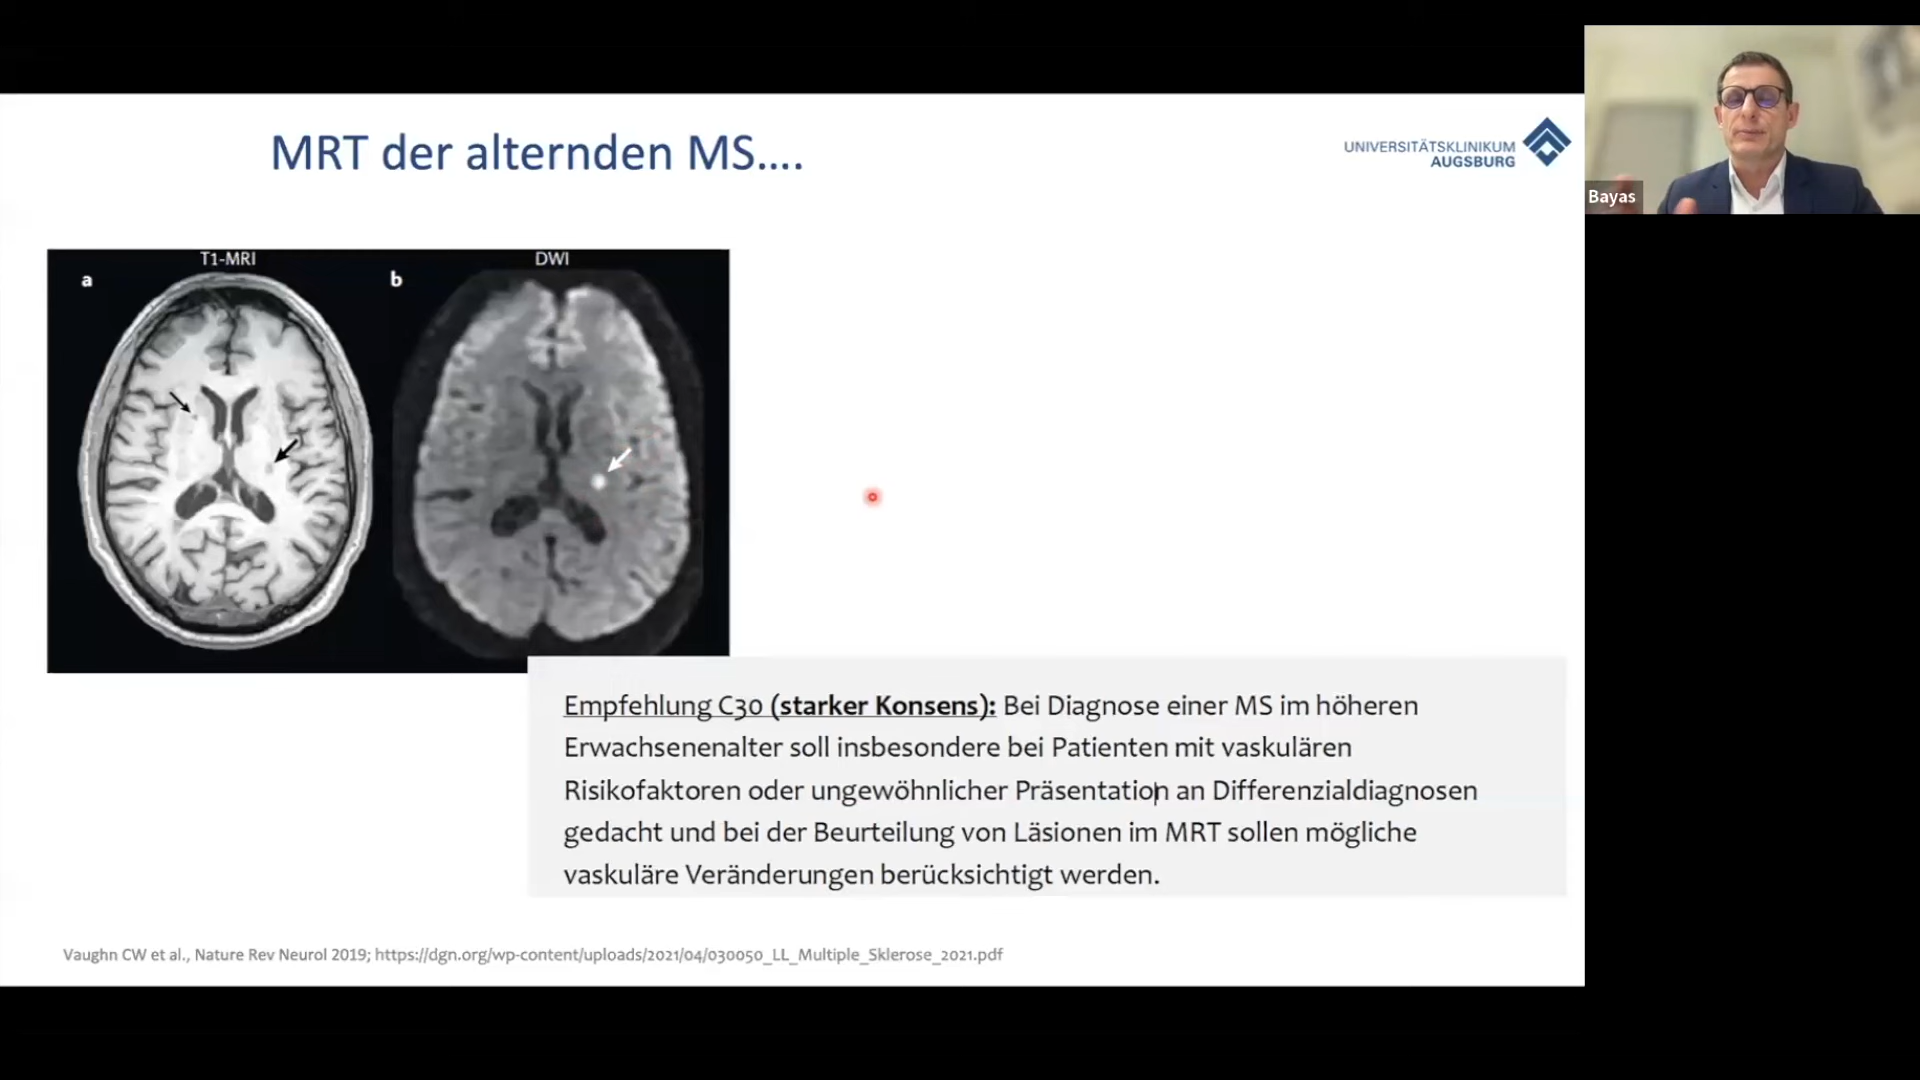 MRT der alternden MS....
UNIVERSITÄTSKLINIKUM
AUGSBURG
Bayas
T1-MRI
DWI
a
b
Empfehlung C30 (starker Konsens): Bei Diagnose einer MS im höheren
Erwachsenenalter soll insbesondere bei Patienten mit vaskulären
Risikofaktoren oder ungewöhnlicher Präsentation an Differenzialdiagnosen
gedacht und bei der Beurteilung von Läsionen im MRT sollen mögliche
vaskuläre Veränderungen berücksichtigt werden.
Vaughn CW et al., Nature Rev Neurol 2019; https://dgn.org/wp-content/uploads/2021/04/030050_LL_Multiple_Sklerose_2021.pdf